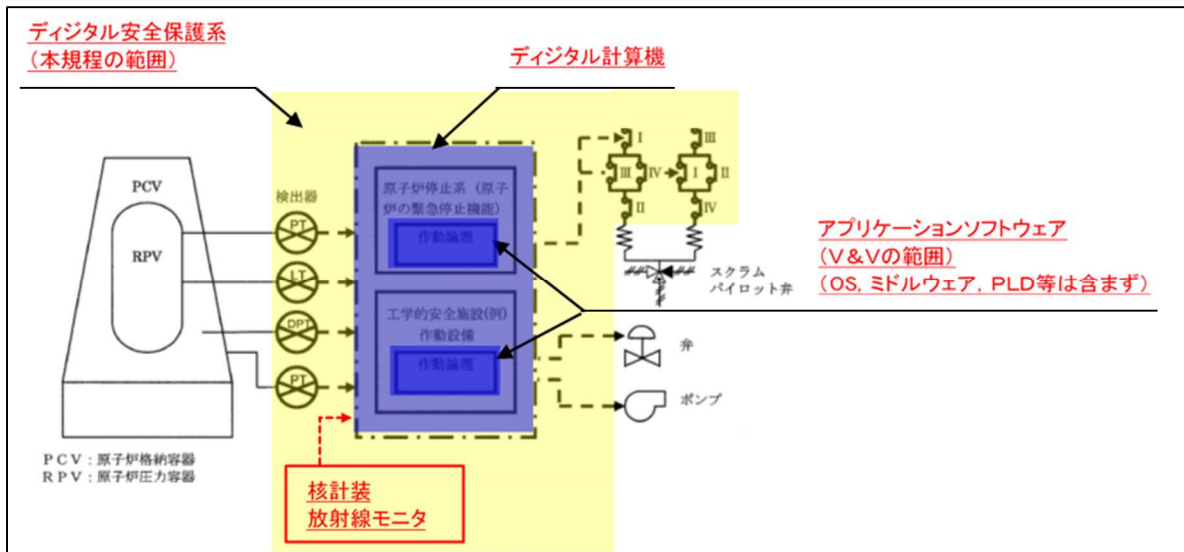 ディジタル安全保護系
(本規程の範囲)
ディジタル計算機
PCV
RPV
検出器
PT
LT
DPT
PT
原子炉停止系(原子
炉の緊急停止機能)
作動論理
工学的安全施設(例)
作動設備
作動論理
I
III
IV
II
III
I
II
IV
スクラム
パイロット弁
弁
ポンプ
アプリケーションソフトウェア
(V&Vの範囲)
(OS, ミドルウェア, PLD等は含まず)
核計装
放射線モニタ
PCV:原子炉格納容器
RPV:原子炉圧力容器